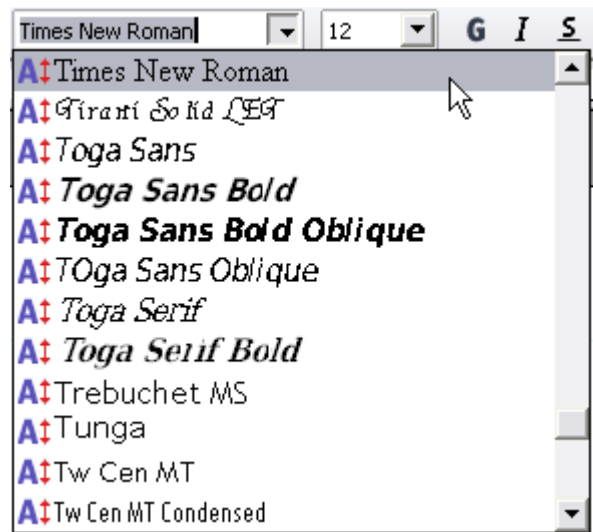 Times New Roman 12 G I S
Times New Roman
Tiranti Solid LET
Toga Sans
Toga Sans Bold
Toga Sans Bold Oblique
TOga Sans Oblique
Toga Serif
Toga Serif Bold
Trebuchet MS
Tunga
Tw Cen MT
Tw Cen MT Condensed